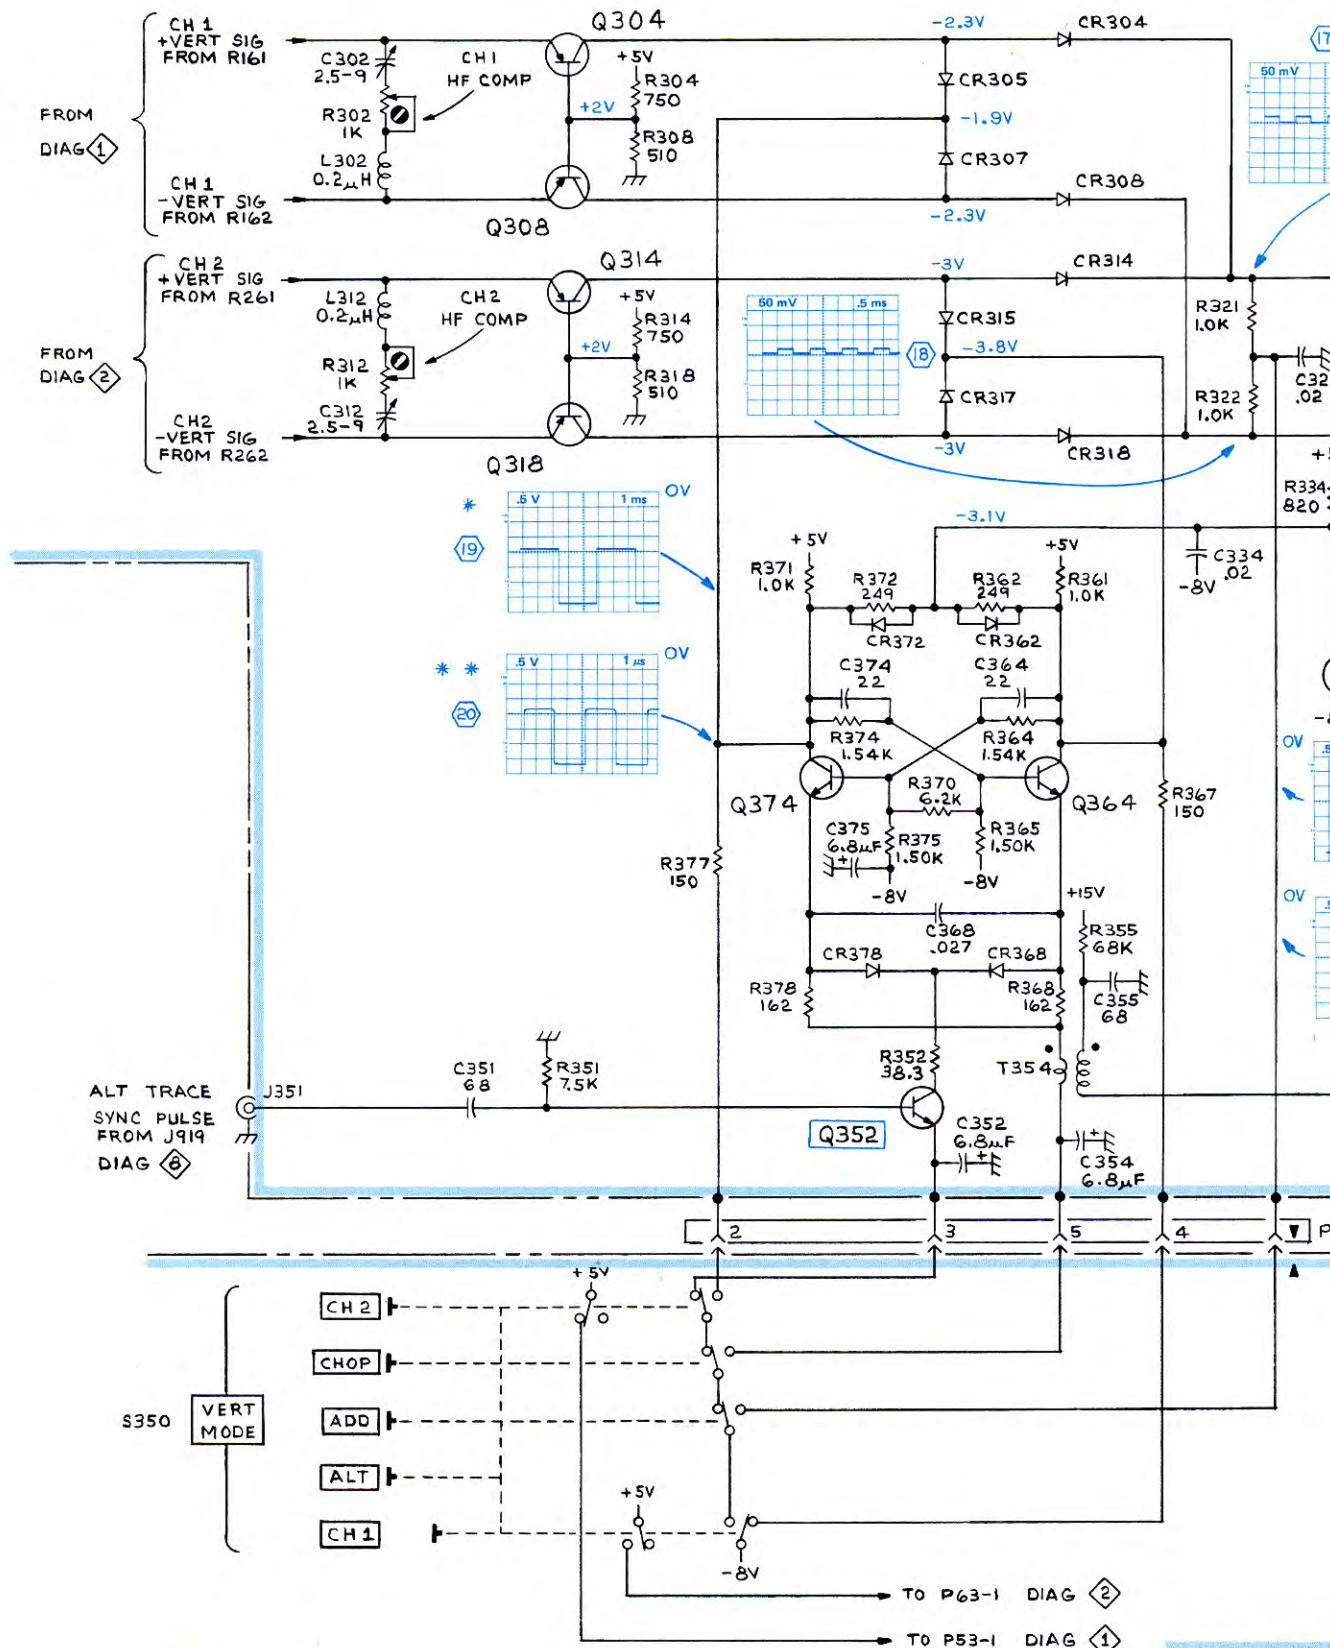 CH 1
+VERT SIG
FROM R161
C302
2.5-9
R302
1K
L302
0.2µH
CH1
HF COMP
FROM
DIAG 1
CH 1
-VERT SIG
FROM R162
Q304
+5V
R304
750
+2V
R308
510
Q308
-2.3V
CR304
CR305
-1.9V
CR307
CR308
-2.3V
17
50 mV
CH 2
+VERT SIG
FROM R261
L312
0.2µH
CH2
HF COMP
R312
1K
C312
2.5-9
FROM
DIAG 2
CH2
-VERT SIG
FROM R262
Q314
+5V
R314
750
+2V
R318
510
Q318
-3V
CR314
50 mV .5 ms
18
CR315
-3.8V
CR317
-3V
CR318
R321
1.0K
R322
1.0K
C32
.02
+5
R334
820
*
19
.5 V 1 ms
OV
* *
20
.5 V 1 µs
OV
-3.1V
C334
.02
-8V
+5V
R371
1.0K
R372
249
CR372
R362
249
CR362
+5V
R361
1.0K
C374
22
C364
22
R374
1.54K
R364
1.54K
Q374
Q364
R370
6.2K
R367
150
C375
6.8µF
+
R375
1.50K
-8V
R365
1.50K
-8V
R377
150
C368
.027
+15V
R355
68K
C355
68
CR378
CR368
R378
162
R368
162
T354
R352
38.3
Q352
C352
6.8µF
+
C354
6.8µF
+
OV
.5
OV
.5
ALT TRACE
SYNC PULSE
FROM J919
DIAG 8
J351
C351
68
R351
7.5K
2 3 5 4
P
S350
VERT
MODE
CH 2
CHOP
ADD
ALT
CH 1
+5V
+5V
-8V
TO P63-1 DIAG 2
TO P53-1 DIAG 1